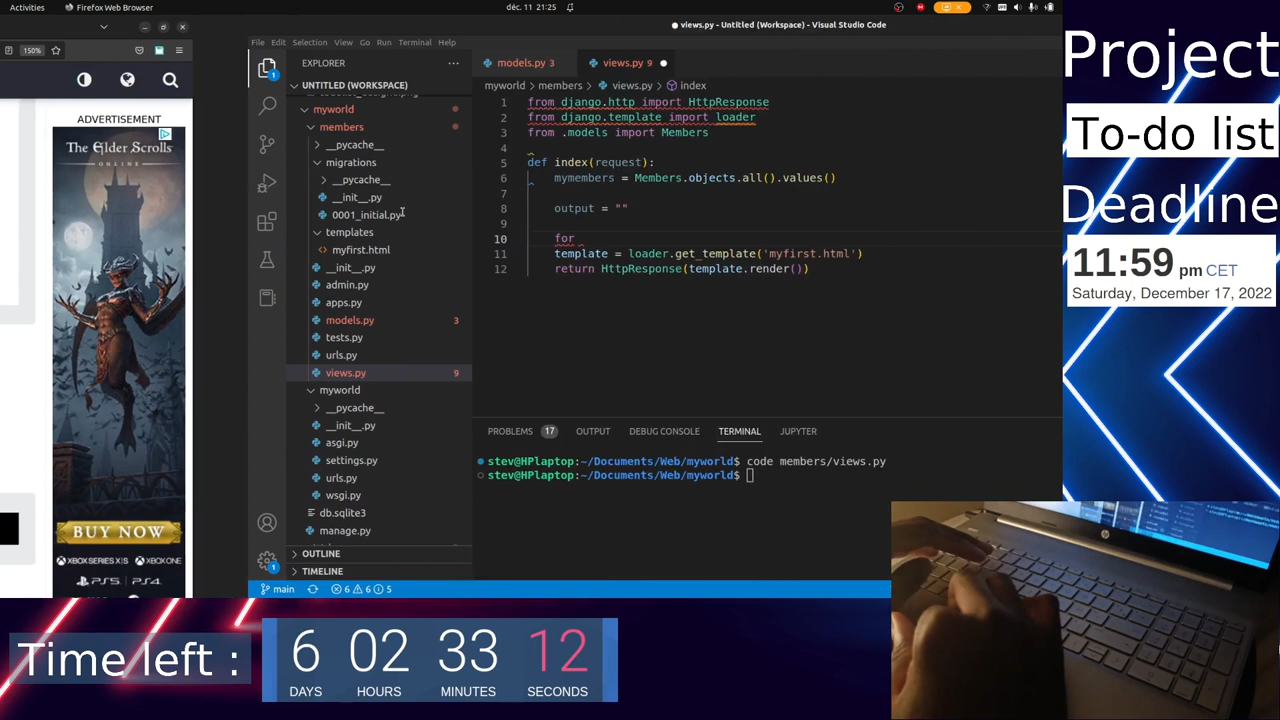 Activities
Firefox Web Browser
déc. 11 21:25
150%
ADVERTISEMENT
The Elder Scrolls
ONLINE
BUY NOW
XBOX SERIES X|S XBOX ONE
PS5 PS4
views.py - Untitled (Workspace) - Visual Studio Code
File Edit Selection View Go Run Terminal Help
EXPLORER
UNTITLED (WORKSPACE)
myworld
members
__pycache__
migrations
__pycache__
__init__.py
0001_initial.py
templates
myfirst.html
__init__.py
admin.py
apps.py
models.py 3
tests.py
urls.py
views.py 9
myworld
__pycache__
__init__.py
asgi.py
settings.py
urls.py
wsgi.py
db.sqlite3
manage.py
OUTLINE
TIMELINE
main
6 6 5
1
1
models.py 3
views.py 9
myworld > members > views.py > index
1 from django.http import HttpResponse
2 from django.template import loader
3 from .models import Members
4
5 def index(request):
6 mymembers = Members.objects.all().values()
7
8 output = ""
9
10 for
11 template = loader.get_template('myfirst.html')
12 return HttpResponse(template.render())
PROBLEMS 17 OUTPUT DEBUG CONSOLE TERMINAL JUPYTER
stev@HPlaptop:~/Documents/Web/myworld$ code members/views.py
stev@HPlaptop:~/Documents/Web/myworld$
Project
To-do list
Deadline
11:59 pm CET
Saturday, December 17, 2022
Time left :
6 02 33 12
DAYS HOURS MINUTES SECONDS
hp